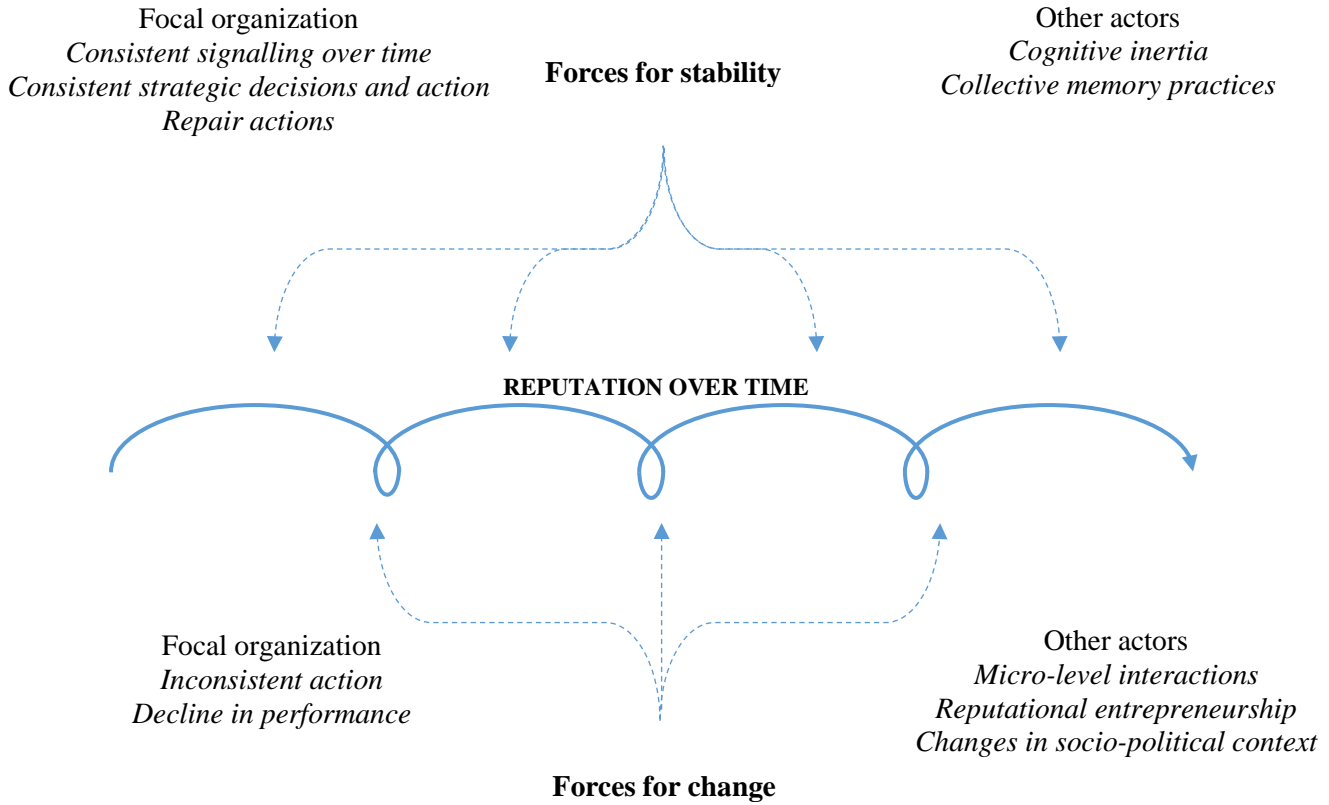 Focal organization
Consistent signalling over time
Consistent strategic decisions and action
Repair actions
Forces for stability
Other actors
Cognitive inertia
Collective memory practices
REPUTATION OVER TIME
Focal organization
Inconsistent action
Decline in performance
Other actors
Micro-level interactions
Reputational entrepreneurship
Changes in socio-political context
Forces for change